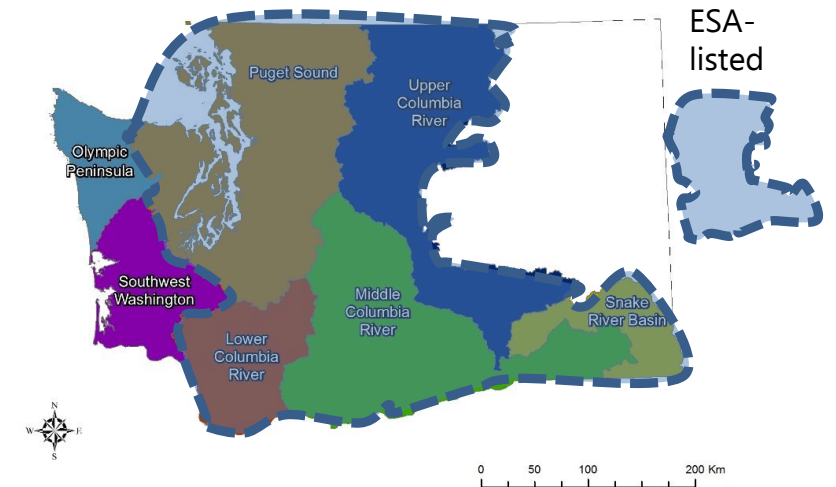 ESA-
listed
Puget Sound
Upper
Columbia
River
Olympic
Peninsula
Southwest
Washington
Middle
Columbia
River
Snake
River Basin
Lower
Columbia
River
N
W
E
S
0 50 100 200 Km